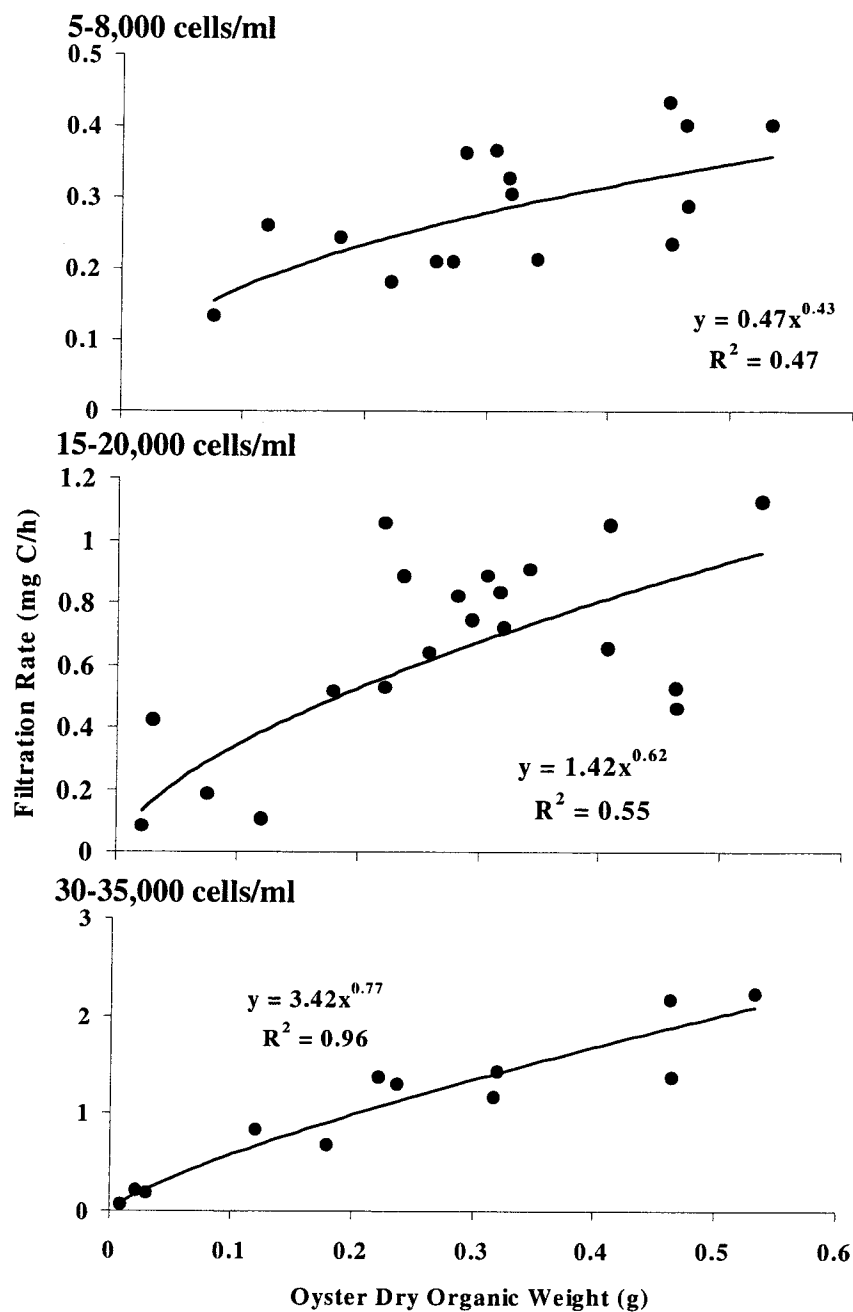 5-8,000 cells/ml
0.5
0.4
0.3
0.2
0.1
0
y = 0.47x^0.43
R^2 = 0.47
15-20,000 cells/ml
1.2
1
0.8
0.6
0.4
0.2
0
y = 1.42x^0.62
R^2 = 0.55
Filtration Rate (mg C/h)
30-35,000 cells/ml
3
2
1
0
y = 3.42x^0.77
R^2 = 0.96
0 0.1 0.2 0.3 0.4 0.5 0.6
Oyster Dry Organic Weight (g)